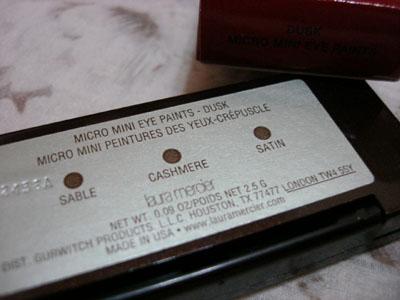 DUSK
MICRO MINI EYE PAINTS
MICRO MINI EYE PAINTS - DUSK
MICRO MINI PEINTURES DES YEUX-CRÉPUSCLE
SABLE
CASHMERE
SATIN
laura mercier
NET WT. 0.09 OZ/POIDS NET 2.5 G
DIST. GURWITCH PRODUCTS, L.L.C. HOUSTON, TX 77477 LONDON TW4 5SY
MADE IN USA • www.lauramercier.com